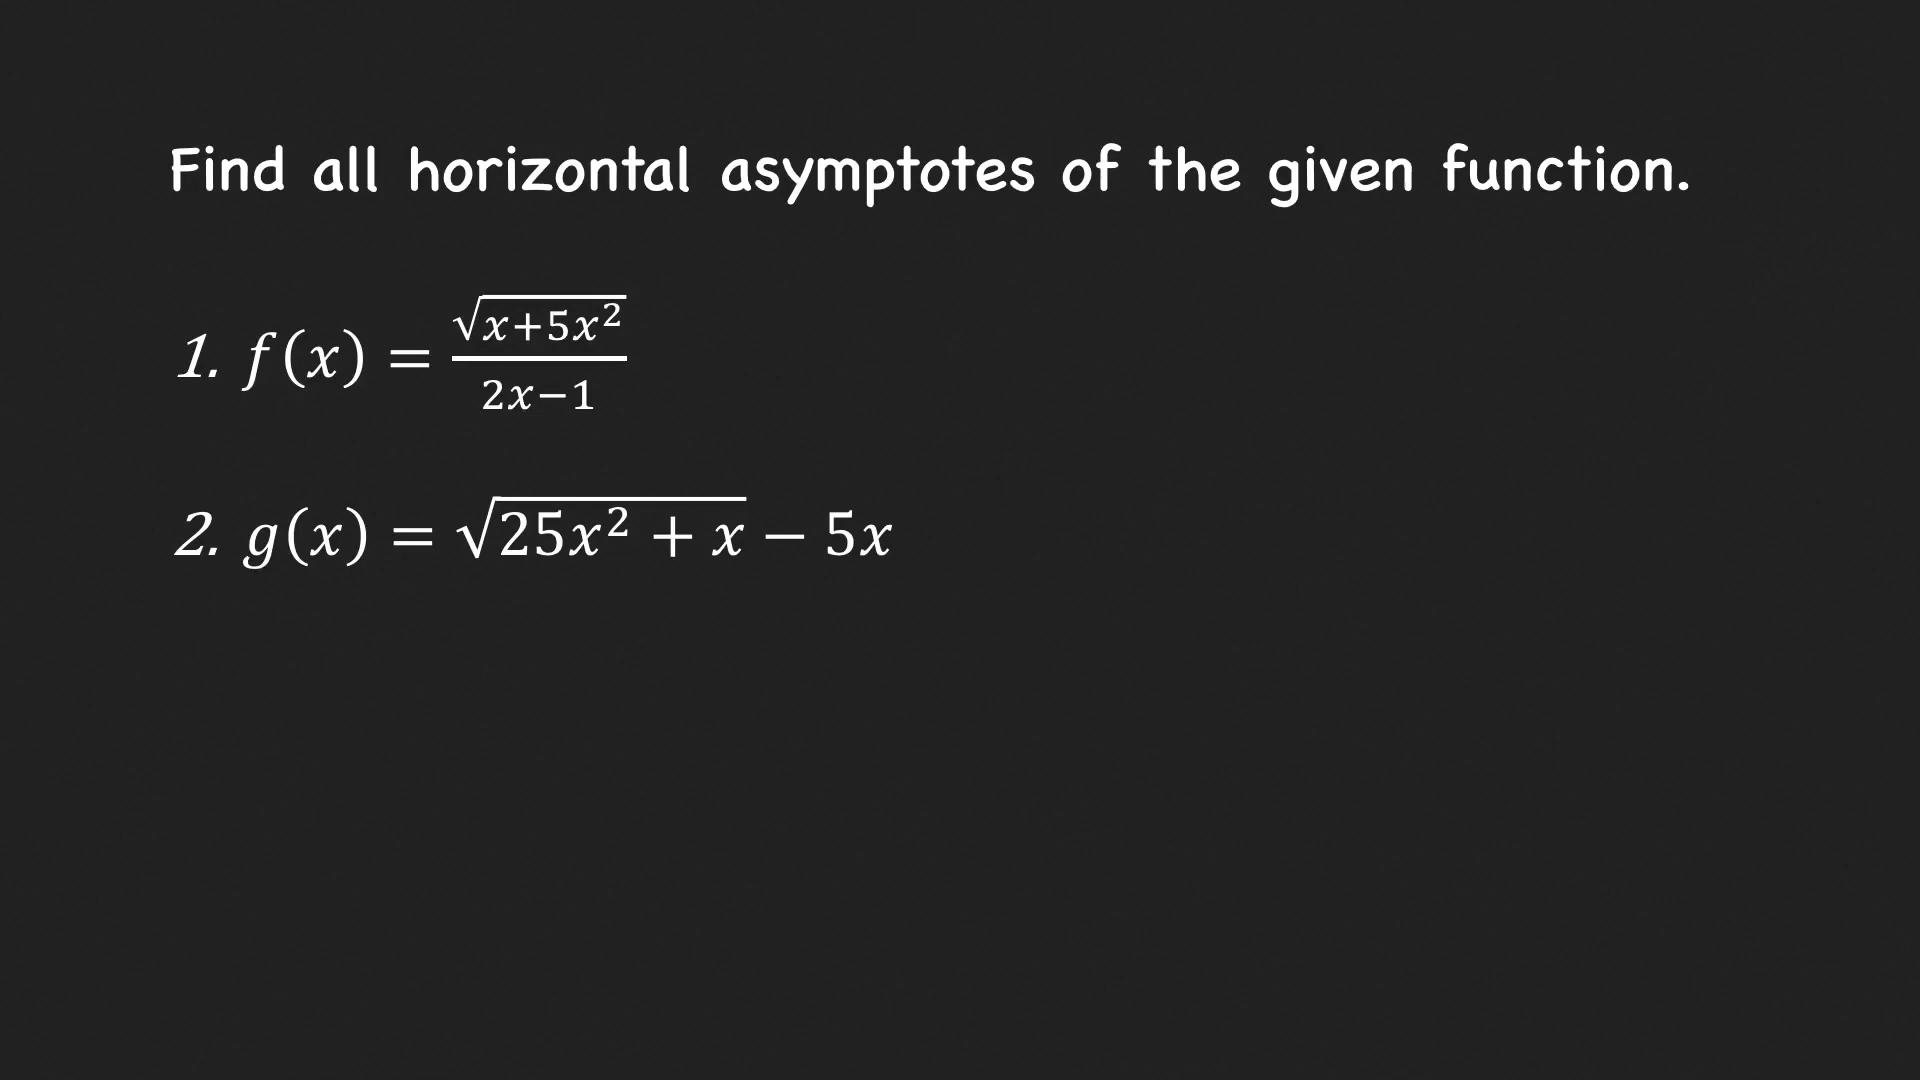 Find all horizontal asymptotes of the given function.
1. f(x) = √(x+5x²)/(2x−1)
2. g(x) = √(25x² + x) − 5x